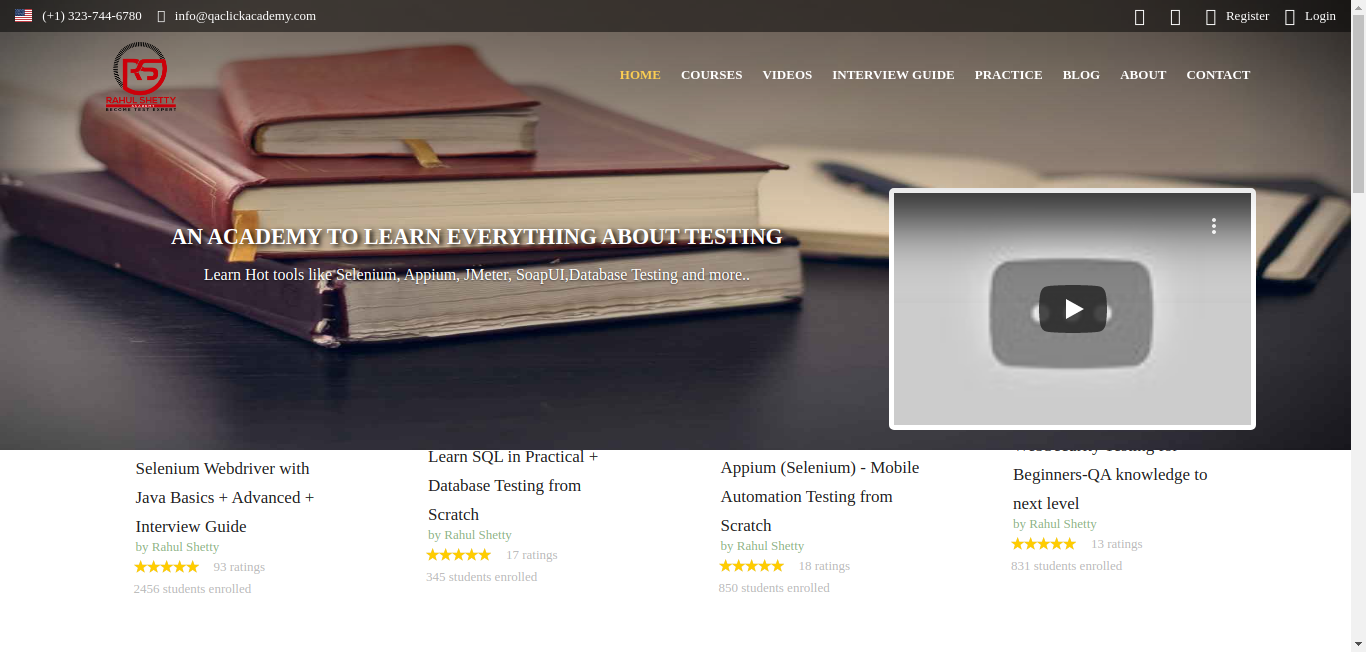 (+1) 323-744-6780 info@qaclickacademy.com Register Login
RS
RAHUL SHETTY
ACADEMY
BECOME TEST EXPERT
HOME COURSES VIDEOS INTERVIEW GUIDE PRACTICE BLOG ABOUT CONTACT
AN ACADEMY TO LEARN EVERYTHING ABOUT TESTING
Learn Hot tools like Selenium, Appium, JMeter, SoapUI,Database Testing and more..
Selenium Webdriver with
Java Basics + Advanced +
Interview Guide
by Rahul Shetty
93 ratings
2456 students enrolled
Learn SQL in Practical +
Database Testing from
Scratch
by Rahul Shetty
17 ratings
345 students enrolled
Appium (Selenium) - Mobile
Automation Testing from
Scratch
by Rahul Shetty
18 ratings
850 students enrolled
WebSecurity Testing for
Beginners-QA knowledge to
next level
by Rahul Shetty
13 ratings
831 students enrolled